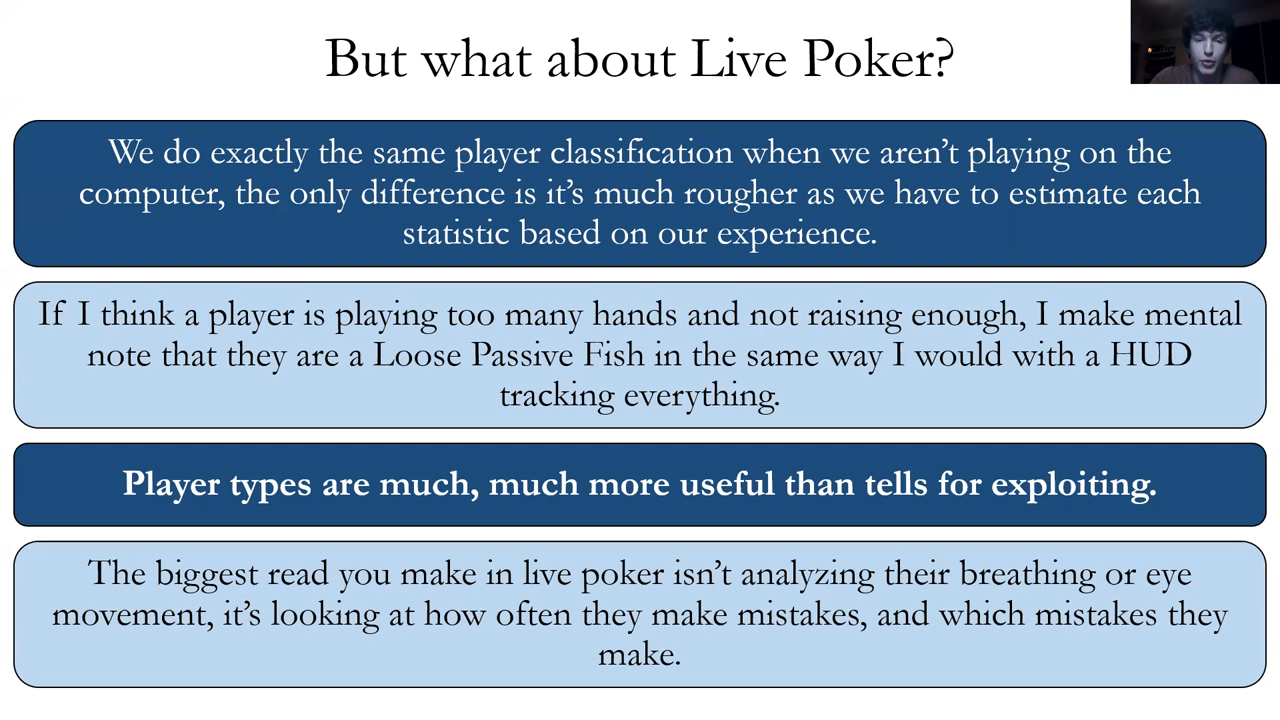 But what about Live Poker?
We do exactly the same player classification when we aren’t playing on the
computer, the only difference is it’s much rougher as we have to estimate each
statistic based on our experience.
If I think a player is playing too many hands and not raising enough, I make mental
note that they are a Loose Passive Fish in the same way I would with a HUD
tracking everything.
Player types are much, much more useful than tells for exploiting.
The biggest read you make in live poker isn’t analyzing their breathing or eye
movement, it’s looking at how often they make mistakes, and which mistakes they
make.